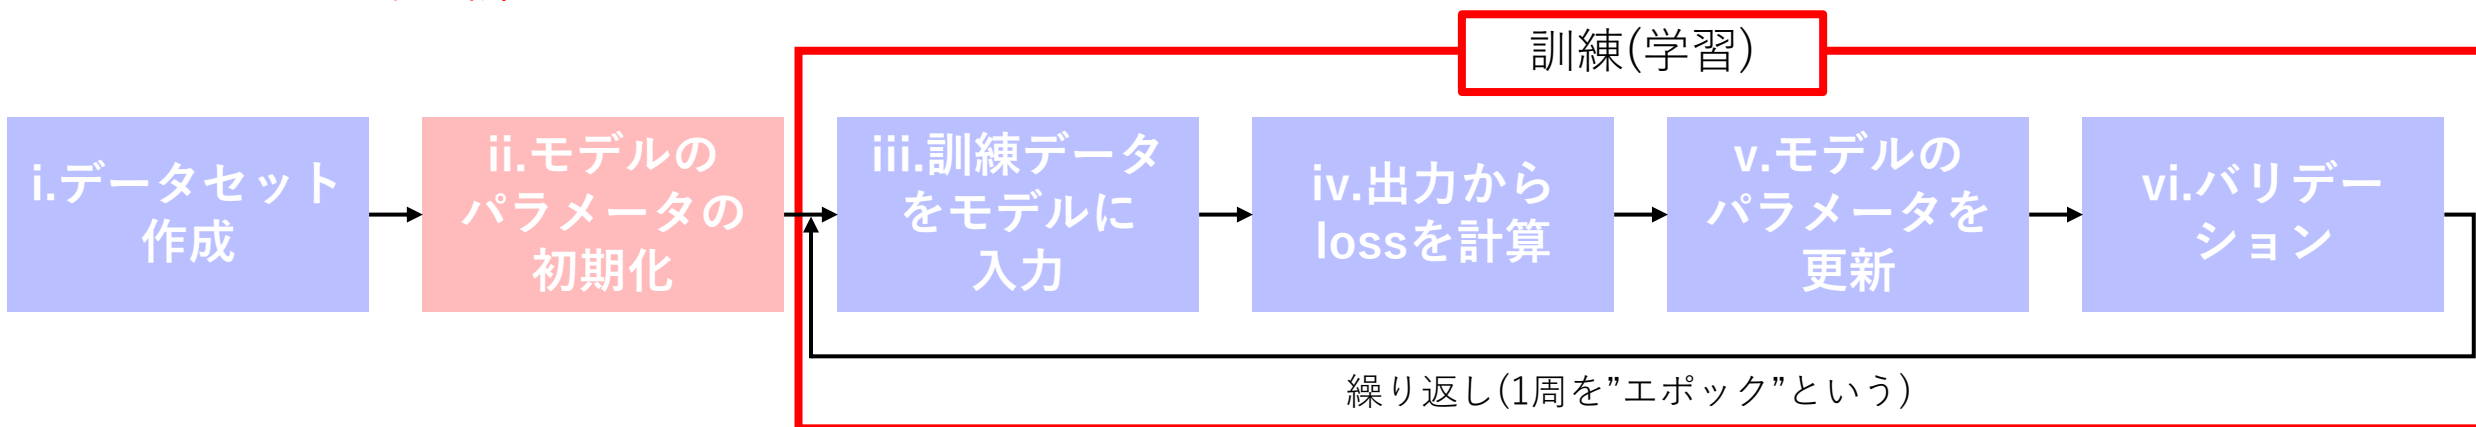 訓練(学習)
i.データセット
作成
ii.モデルの
パラメータの
初期化
iii.訓練データ
をモデルに
入力
iv.出力から
lossを計算
v.モデルの
パラメータを
更新
vi.バリデー
ション
繰り返し(1周を”エポック”という)